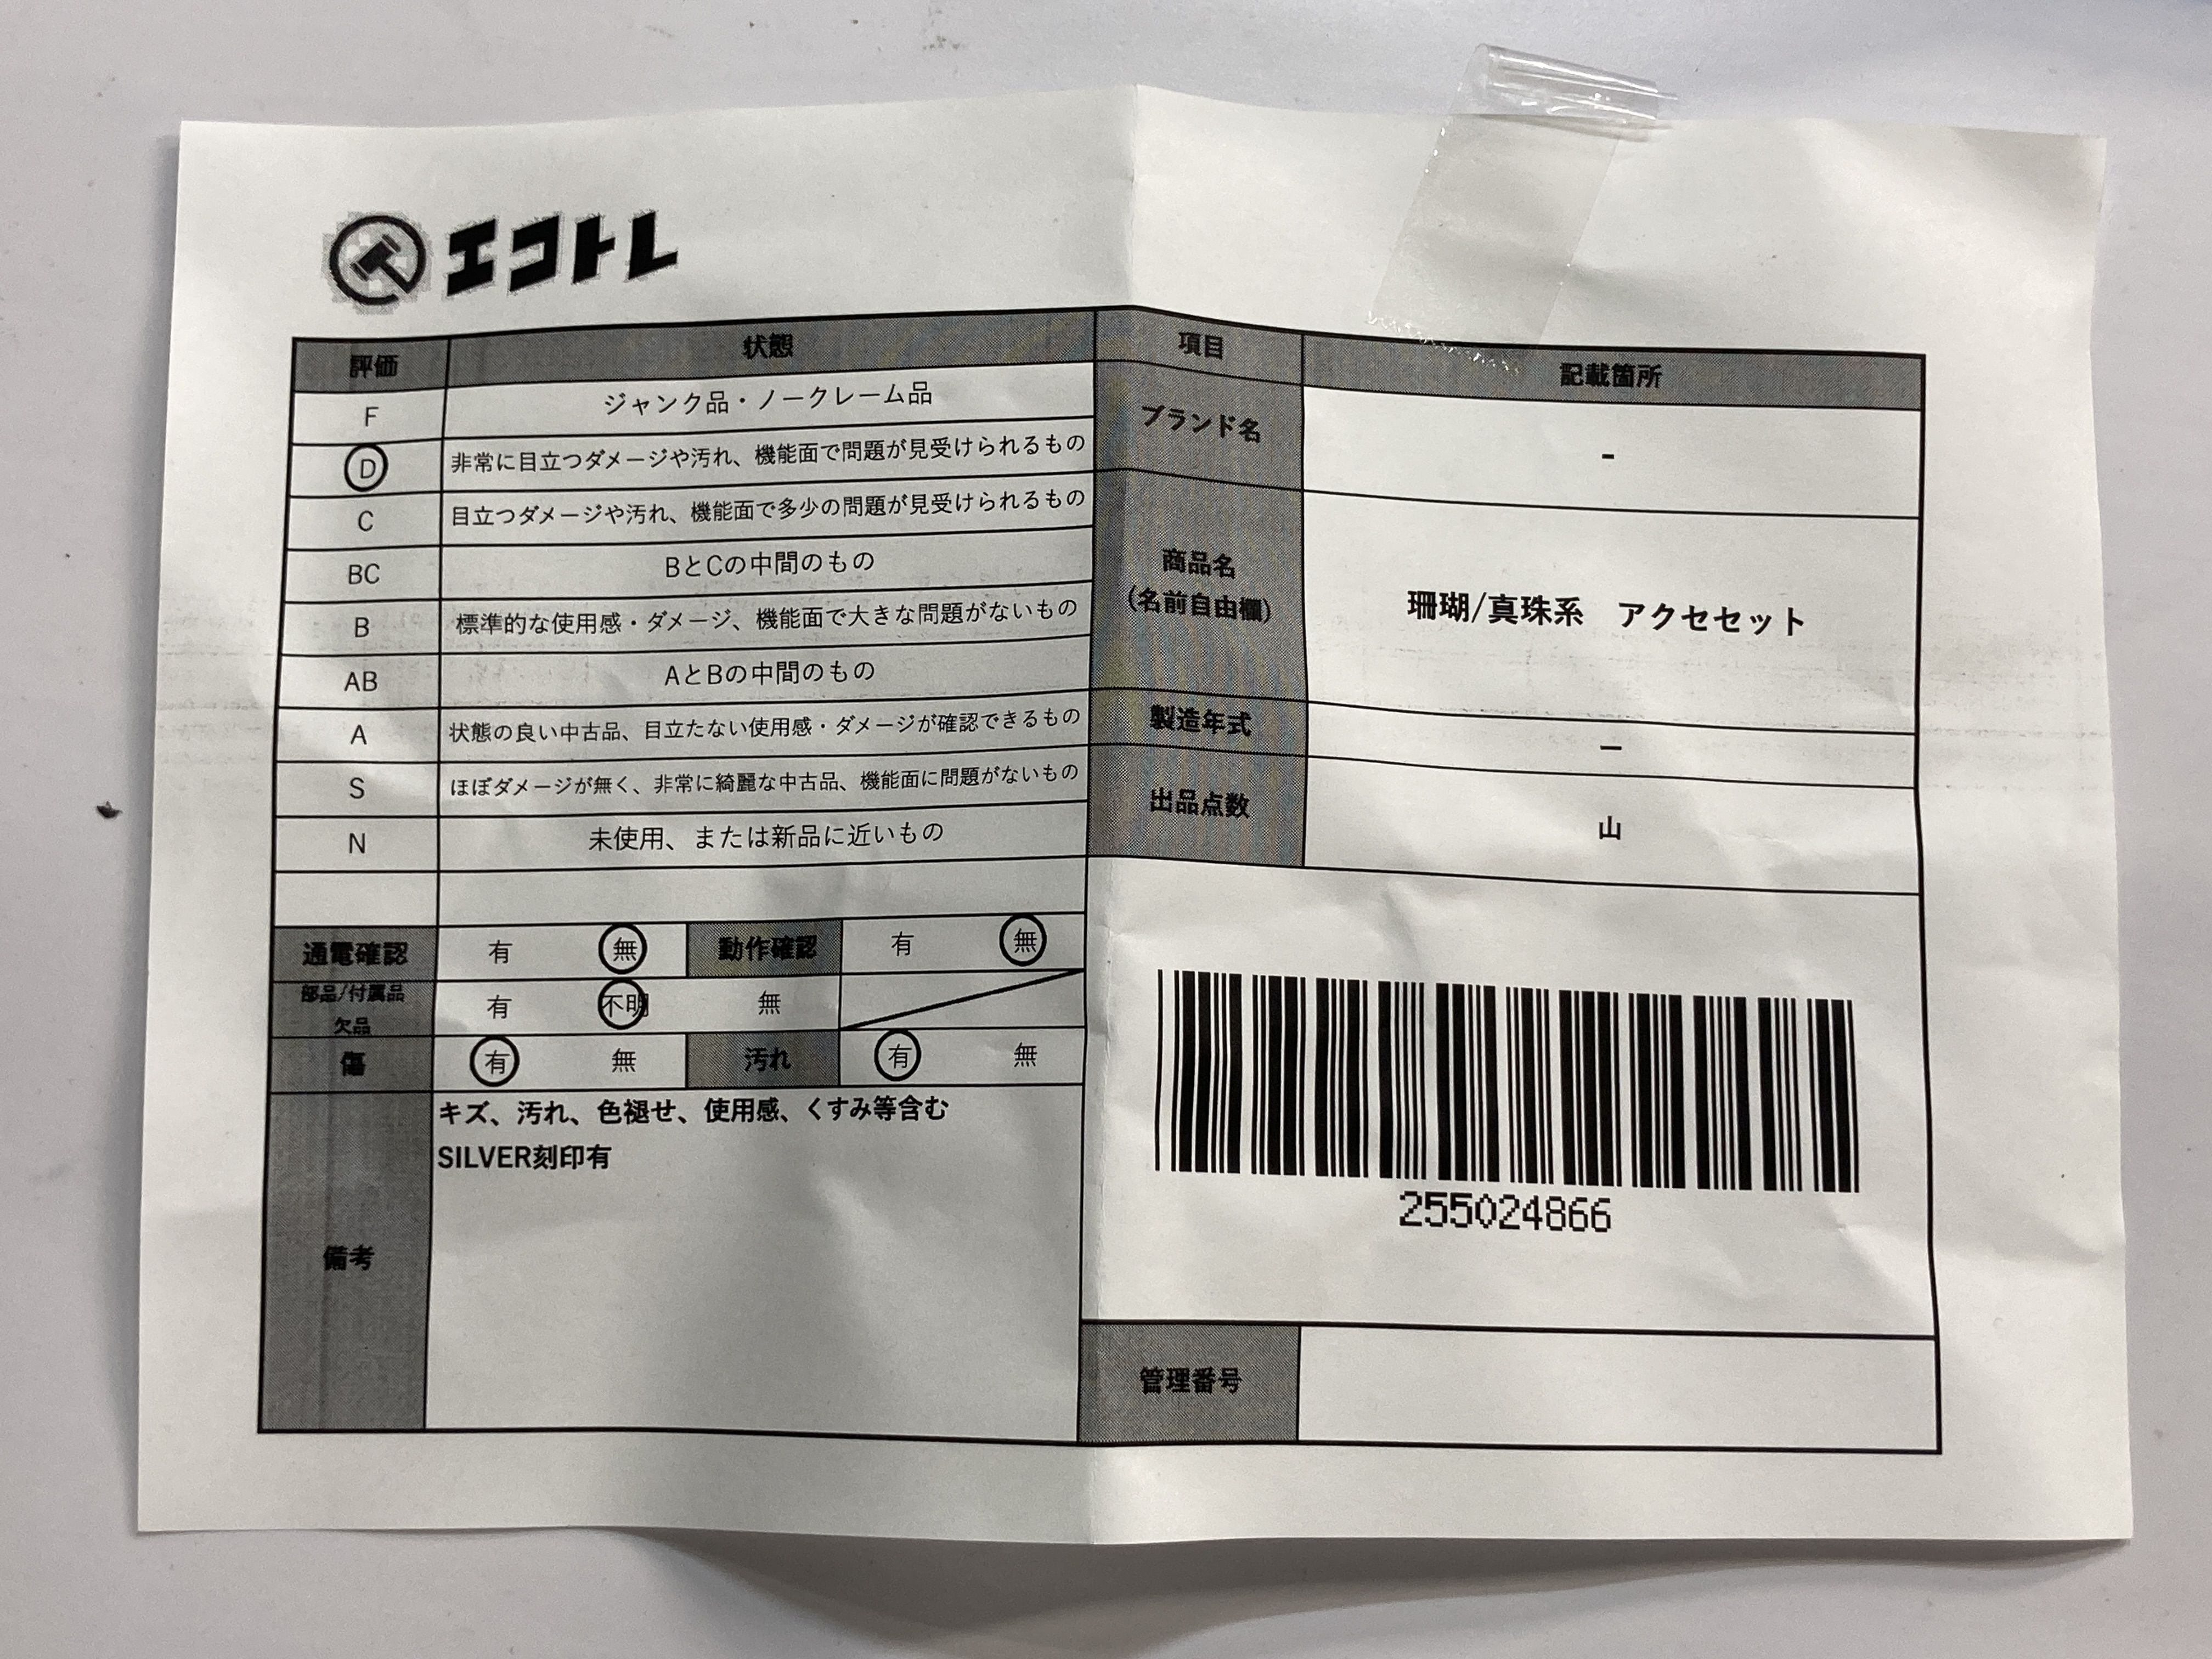 エコトレ
評価 状態
F ジャンク品・ノークレーム品
D 非常に目立つダメージや汚れ、機能面で問題が見受けられるもの
C 目立つダメージや汚れ、機能面で多少の問題が見受けられるもの
BC BとCの中間のもの
B 標準的な使用感・ダメージ、機能面で大きな問題がないもの
AB AとBの中間のもの
A 状態の良い中古品、目立たない使用感・ダメージが確認できるもの
S ほぼダメージが無く、非常に綺麗な中古品、機能面に問題がないもの
N 未使用、または新品に近いもの
通電確認 有 無 動作確認 有 無
部品/付属品
欠品 有 不明 無
傷 有 無 汚れ 有 無
備考
キズ、汚れ、色褪せ、使用感、くすみ等含む
SILVER刻印有
項目 記載箇所
ブランド名 -
商品名
(名前自由欄)
珊瑚/真珠系 アクセセット
製造年式 ー
出品点数 山
255024866
管理番号